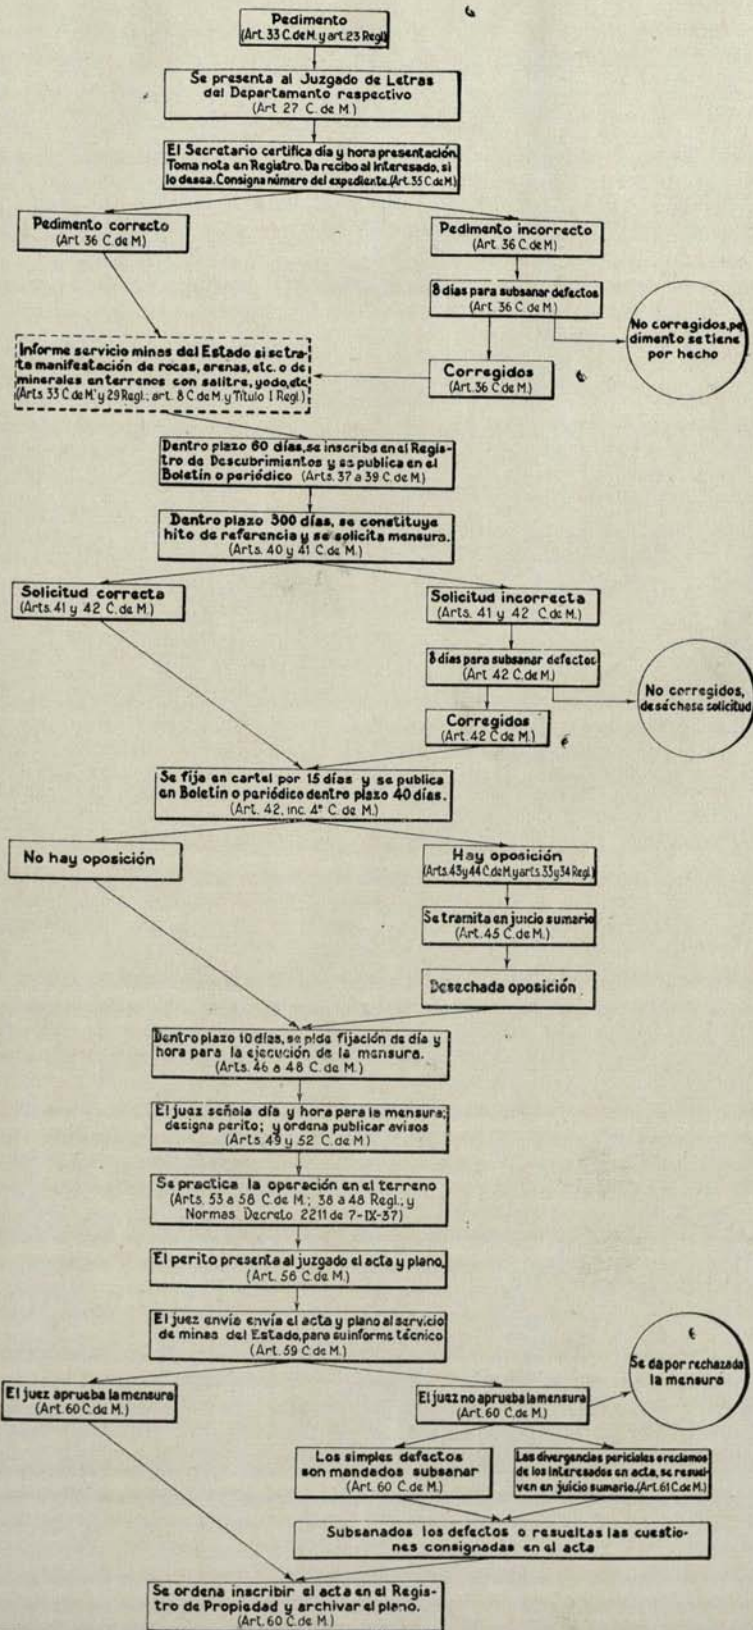 Pedimento
(Art. 33 C. de M. y art. 23 Regl.)
Se presenta al Juzgado de Letras
del Departamento respectivo
(Art 27 C. de M.)
El Secretario certifica día y hora presentación
Toma nota en Registro. Da recibo al interesado, si
lo desea. Consigna número del expediente.(Art.35 C de M)
Pedimento correcto
(Art 36 C. de M)
Pedimento incorrecto
(Art. 36 C. de M)
8 días para subsanar defectos
(Art. 36 C. de M)
No corregidos, pe
dimento se tiene
por hecho
Informe servicio minas del Estado si se tra-
ta manifestación de rocas, arenas, etc. o de
minerales en terrenos con salitre, yodo, etc.
(Arts 33 C de M. y 29 Regl.; art. 8 C. de M. y Título I Regl.)
Corregidos
(Art. 36 C de M.)
Dentro plazo 60 días, se inscribe en el Regis-
tro de Descubrimientos y se publica en el
Boletín o periódico (Arts. 37 a 39 C. de M.)
Dentro plazo 300 días, se constituye
hito de referencia y se solicita mensura.
(Arts. 40 y 41 C. de M.)
Solicitud correcta
(Arts. 41 y 42 C. de M.)
Solicitud incorrecta
(Arts. 41 y 42 C. de M.)
8 días para subsanar defectos
(Art 42 C. de M.)
No corregidos,
deséchase solicitud
Corregidos
(Art. 42 C de M.)
Se fija en cartel por 15 días y se publica
en Boletín o periódico dentro plazo 40 días.
(Art. 42, inc. 4° C. de M.)
No hay oposición
Hay oposición
(Arts. 43 y 44 C. de M. y arts. 33 y 34 Regl.)
Se tramita en juicio sumario
(Art. 45 C. de M.)
Desechada oposición
Dentro plazo 10 días, se pide fijación de día y
hora para la ejecución de la mensura.
(Arts. 46 a 48 C. de M.)
El juez señala día y hora para la mensura;
designa perito; y ordena publicar avisos
(Arts. 49 y 52 C. de M)
Se practica la operación en el terreno
(Arts. 53 a 58 C. de M.; 38 a 48 Regl.; y
Normas Decreto 2211 de 7-IX-37)
El perito presenta al juzgado el acta y plano.
(Art. 56 C. de M.)
El juez envía envía el acta y plano al servicio
de minas del Estado, para su informe técnico
(Art. 59 C de M.)
Se da por rechazada
la mensura
El juez aprueba la mensura
(Art. 60 C. de M.)
El juez no aprueba la mensura
(Art. 60 C. de M.)
Los simples defectos
son mandados subsanar
(Art. 60 C. de M.)
Las divergencias periciales o reclamos
de los interesados en acta, se resuel-
ven en juicio sumario.(Art. 61 C. de M.)
Subsanados los defectos o resueltas las cuestio-
nes consignadas en el acta
Se ordena inscribir el acta en el Regis-
tro de Propiedad y archivar el plano.
(Art. 60 C. de M.)